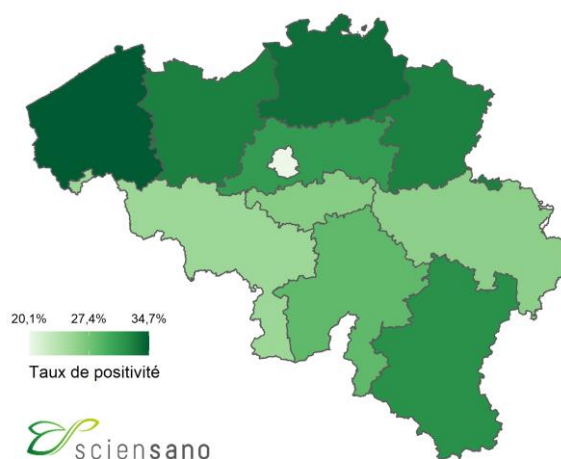 20,1% 27,4% 34,7%
Taux de positivité
sciensano